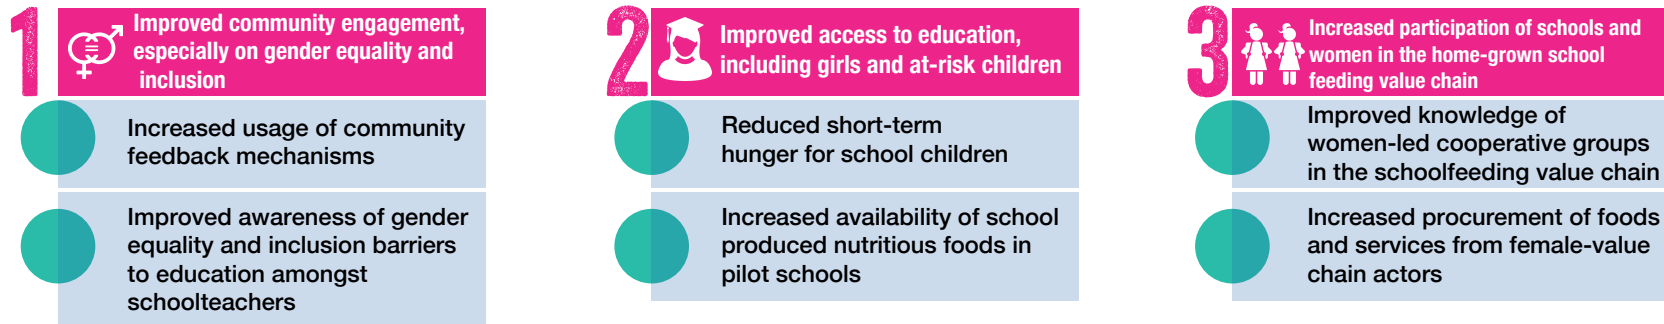 1
Improved community engagement,
especially on gender equality and
inclusion
Increased usage of community
feedback mechanisms
Improved awareness of gender
equality and inclusion barriers
to education amongst
schoolteachers
2
Improved access to education,
including girls and at-risk children
Reduced short-term
hunger for school children
Increased availability of school
produced nutritious foods in
pilot schools
3
Increased participation of schools and
women in the home-grown school
feeding value chain
Improved knowledge of
women-led cooperative groups
in the schoolfeeding value chain
Increased procurement of foods
and services from female-value
chain actors